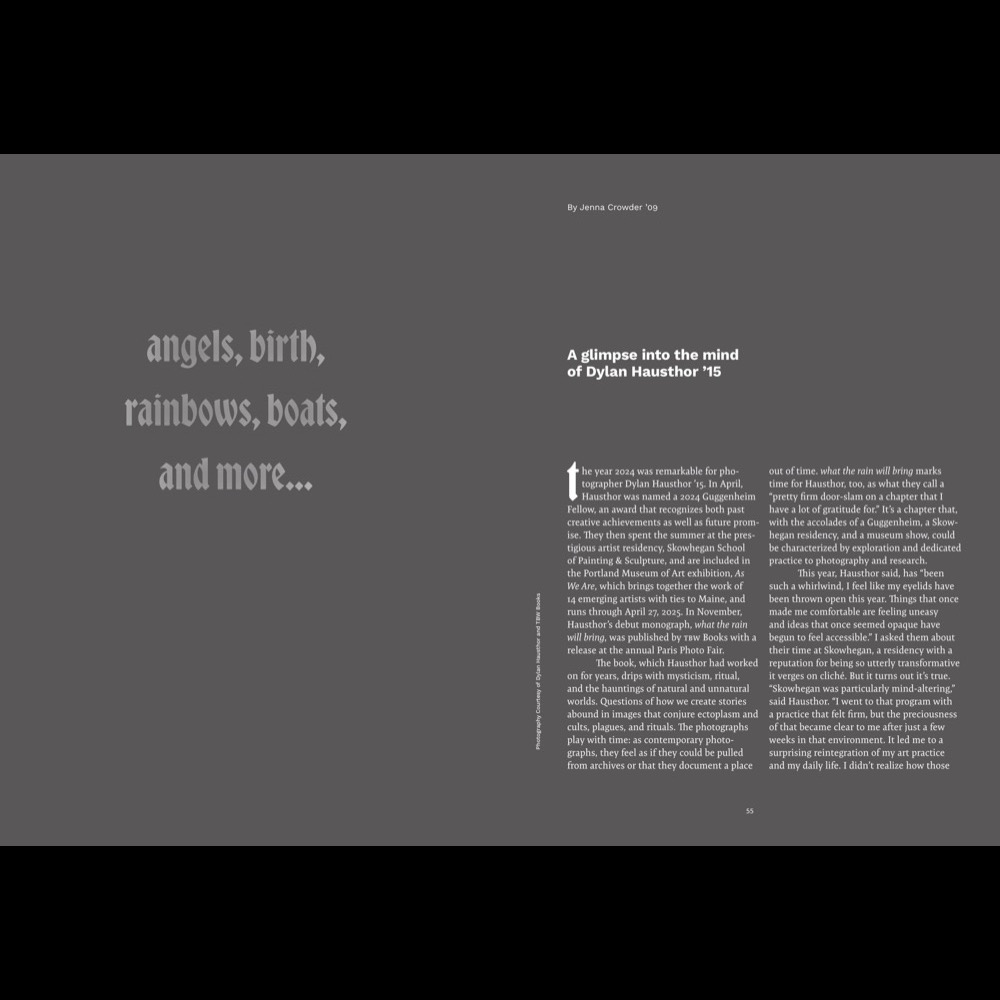 angels, birth,
rainbows, boats,
and more...
By Jenna Crowder ’09
A glimpse into the mind
of Dylan Hausthor ’15
the year 2024 was remarkable for pho-
tographer Dylan Hausthor ’15. In April,
Hausthor was named a 2024 Guggenheim
Fellow, an award that recognizes both past
creative achievements as well as future prom-
ise. They then spent the summer at the pres-
tigious artist residency, Skowhegan School
of Painting & Sculpture, and are included in
the Portland Museum of Art exhibition, As
We Are, which brings together the work of
14 emerging artists with ties to Maine, and
runs through April 27, 2025. In November,
Hausthor’s debut monograph, what the rain
will bring, was published by TBW Books with a
release at the annual Paris Photo Fair.
The book, which Hausthor had worked
on for years, drips with mysticism, ritual,
and the hauntings of natural and unnatural
worlds. Questions of how we create stories
abound in images that conjure ectoplasm and
cults, plagues, and rituals. The photographs
play with time: as contemporary photo-
graphs, they feel as if they could be pulled
from archives or that they document a place
out of time. what the rain will bring marks
time for Hausthor, too, as what they call a
“pretty firm door-slam on a chapter that I
have a lot of gratitude for.” It’s a chapter that,
with the accolades of a Guggenheim, a Skow-
hegan residency, and a museum show, could
be characterized by exploration and dedicated
practice to photography and research.
This year, Hausthor said, has “been
such a whirlwind, I feel like my eyelids have
been thrown open this year. Things that once
made me comfortable are feeling uneasy
and ideas that once seemed opaque have
begun to feel accessible.” I asked them about
their time at Skowhegan, a residency with a
reputation for being so utterly transformative
it verges on cliché. But it turns out it’s true.
“Skowhegan was particularly mind-altering,”
said Hausthor. “I went to that program with
a practice that felt firm, but the preciousness
of that became clear to me after just a few
weeks in that environment. It led me to a
surprising reintegration of my art practice
and my daily life. I didn’t realize how those
Photography Courtesy of Dylan Hausthor and TBW Books
55